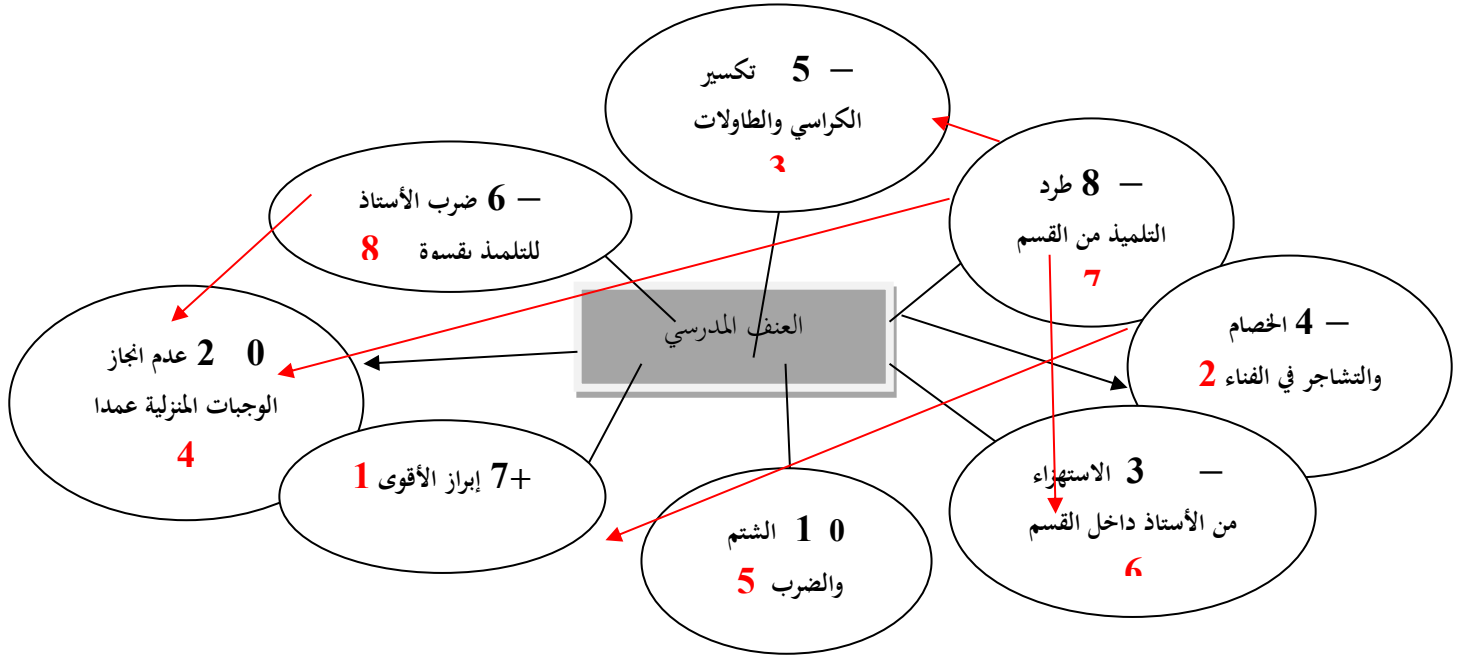 – 5 تكسير
الكراسي والطاولات
3
– 8 طرد
التلميذ من القسم
7
– 6 ضرب الأستاذ
للتلميذ بقسوة 8
– 4 الخصام
والتشاجر في الفناء 2
العنف المدرسي
0 2 عدم انجاز
الوجبات المنزلية عمدا
4
+7 إبراز الأقوى 1
– 3 الاستهزاء
من الأستاذ داخل القسم
6
0 1 الشتم
والضرب 5